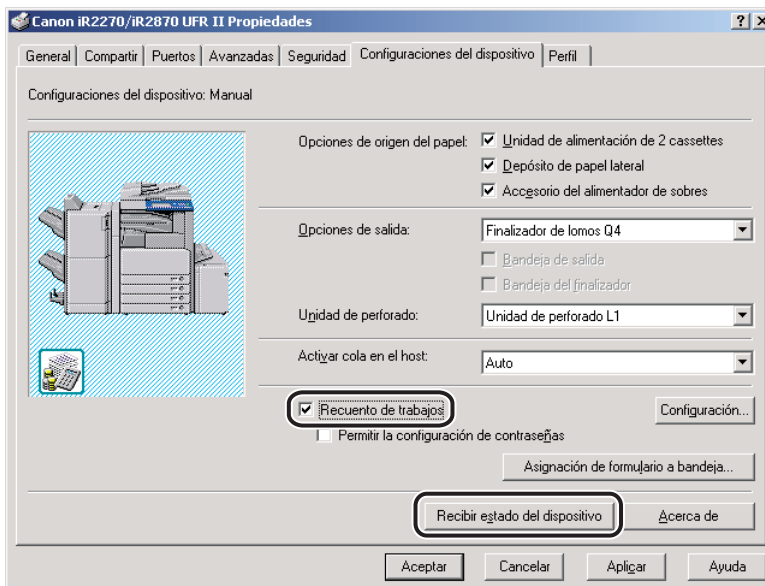 Canon iR2270/iR2870 UFR II Propiedades
General Compartir Puertos Avanzadas Seguridad Configuraciones del dispositivo Perfil
Configuraciones del dispositivo: Manual
Opciones de origen del papel: Unidad de alimentación de 2 cassettes
Depósito de papel lateral
Accesorio del alimentador de sobres
Opciones de salida: Finalizador de lomos Q4
Bandeja de salida
Bandeja del finalizador
Unidad de perforado: Unidad de perforado L1
Activar cola en el host: Auto
Recuento de trabajos Configuración...
Permitir la configuración de contraseñas
Asignación de formulario a bandeja...
Recibir estado del dispositivo Acerca de
Aceptar Cancelar Aplicar Ayuda